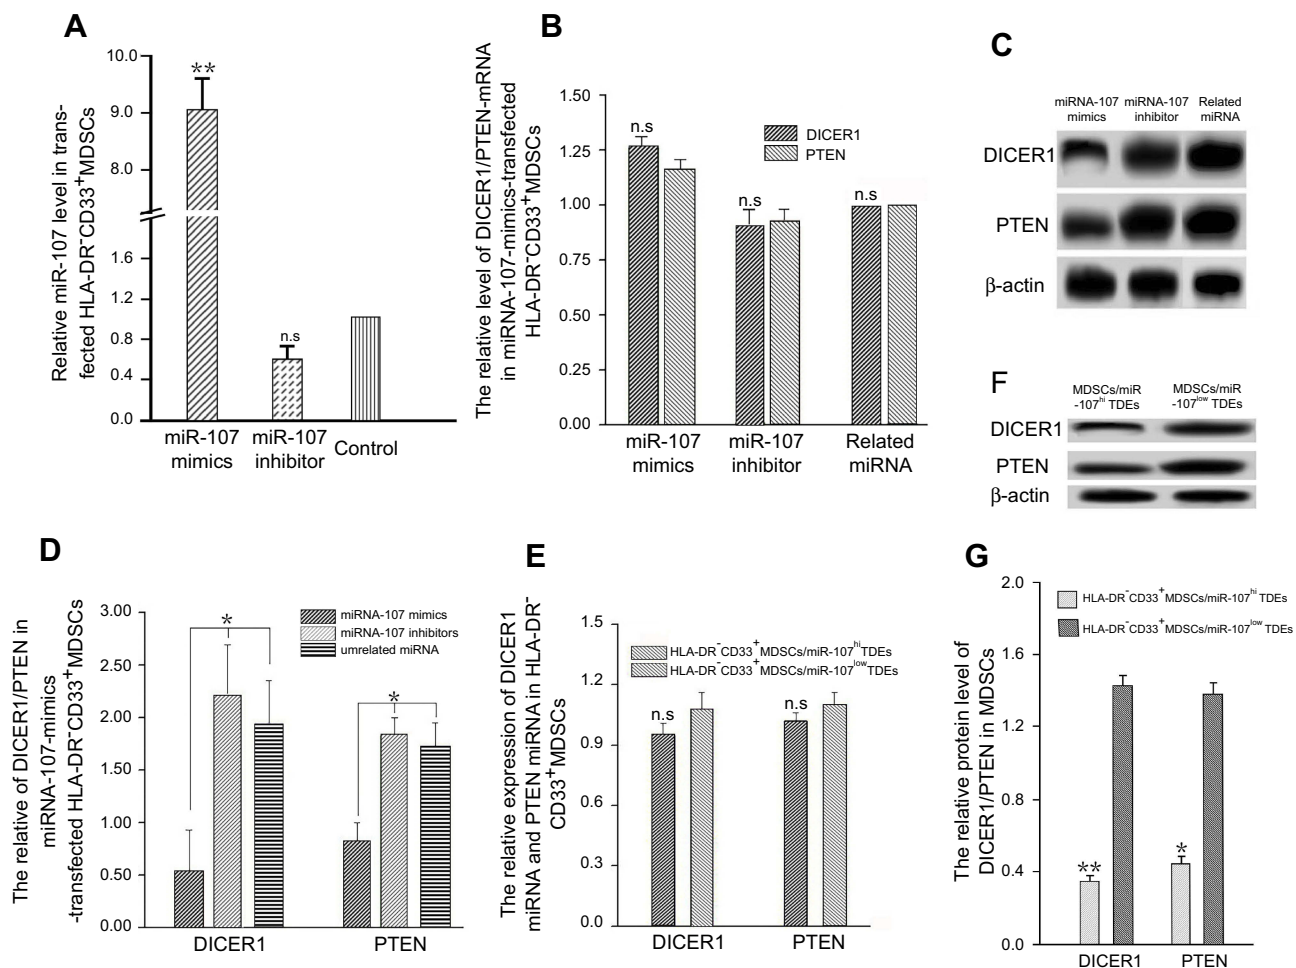 A
Relative miR-107 level in trans-
fected HLA-DR⁻CD33⁺MDSCs
10.0
9.0
8.0
1.6
1.2
0.8
0.4
0.0
**
n.s
miR-107
mimics
miR-107
inhibitor
Control
B
The relative level of DICER1/PTEN-mRNA
in miRNA-107-mimics-transfected
HLA-DR⁻CD33⁺MDSCs
1.50
1.25
1.00
0.75
0.50
0.25
0.00
n.s
n.s
n.s
DICER1
PTEN
miR-107
mimics
miR-107
inhibitor
Related
miRNA
C
miRNA-107
mimics
miRNA-107
inhibitor
Related
miRNA
DICER1
PTEN
β-actin
F
MDSCs/miR
-107ʰⁱ TDEs
MDSCs/miR
-107ˡᵒʷ TDEs
DICER1
PTEN
β-actin
D
The relative of DICER1/PTEN in
miRNA-107-mimics
-transfected HLA-DR⁻CD33⁺MDSCs
3.00
2.50
2.00
1.50
1.00
0.50
0.00
*
*
miRNA-107 mimics
miRNA-107 inhibitors
unrelated miRNA
DICER1
PTEN
E
The relative expression of DICER1
miRNA and PTEN miRNA in HLA-DR⁻
CD33⁺MDSCs
1.5
1.2
0.9
0.6
0.3
0.0
HLA-DR⁻CD33⁺MDSCs/miR-107ʰⁱ TDEs
HLA-DR⁻CD33⁺MDSCs/miR-107ˡᵒʷTDEs
n.s
n.s
DICER1
PTEN
G
The relative protein level of
DICER1/PTEN in MDSCs
2.0
1.6
1.2
0.8
0.4
0.0
HLA-DR⁻CD33⁺MDSCs/miR-107ʰⁱ TDEs
HLA-DR⁻CD33⁺MDSCs/miR-107ˡᵒʷ TDEs
**
*
DICER1
PTEN